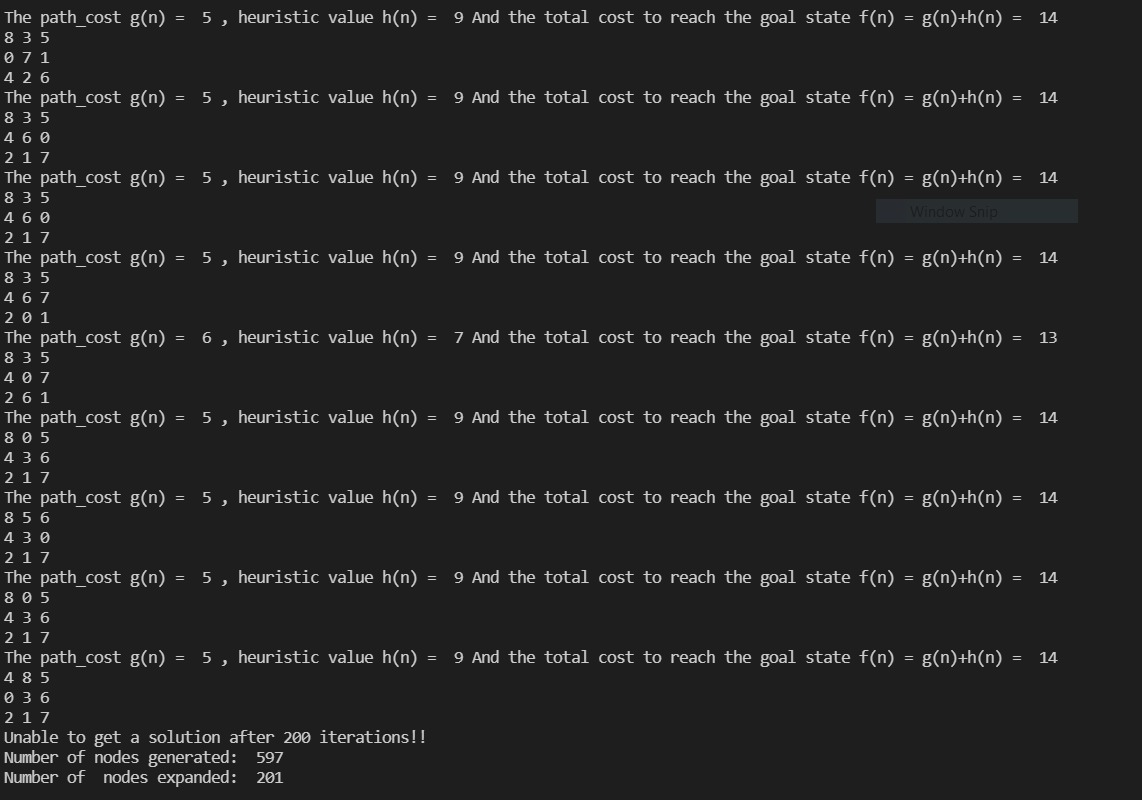 The path_cost g(n) =  5 , heuristic value h(n) =  9 And the total cost to reach the goal state f(n) = g(n)+h(n) =  14
8 3 5
0 7 1
4 2 6
The path_cost g(n) =  5 , heuristic value h(n) =  9 And the total cost to reach the goal state f(n) = g(n)+h(n) =  14
8 3 5
4 6 0
2 1 7
The path_cost g(n) =  5 , heuristic value h(n) =  9 And the total cost to reach the goal state f(n) = g(n)+h(n) =  14
8 3 5
Window Snip
4 6 0
2 1 7
The path_cost g(n) =  5 , heuristic value h(n) =  9 And the total cost to reach the goal state f(n) = g(n)+h(n) =  14
8 3 5
4 6 7
2 0 1
The path_cost g(n) =  6 , heuristic value h(n) =  7 And the total cost to reach the goal state f(n) = g(n)+h(n) =  13
8 3 5
4 0 7
2 6 1
The path_cost g(n) =  5 , heuristic value h(n) =  9 And the total cost to reach the goal state f(n) = g(n)+h(n) =  14
8 0 5
4 3 6
2 1 7
The path_cost g(n) =  5 , heuristic value h(n) =  9 And the total cost to reach the goal state f(n) = g(n)+h(n) =  14
8 5 6
4 3 0
2 1 7
The path_cost g(n) =  5 , heuristic value h(n) =  9 And the total cost to reach the goal state f(n) = g(n)+h(n) =  14
8 0 5
4 3 6
2 1 7
The path_cost g(n) =  5 , heuristic value h(n) =  9 And the total cost to reach the goal state f(n) = g(n)+h(n) =  14
4 8 5
0 3 6
2 1 7
Unable to get a solution after 200 iterations!!
Number of nodes generated:  597
Number of  nodes expanded:  201